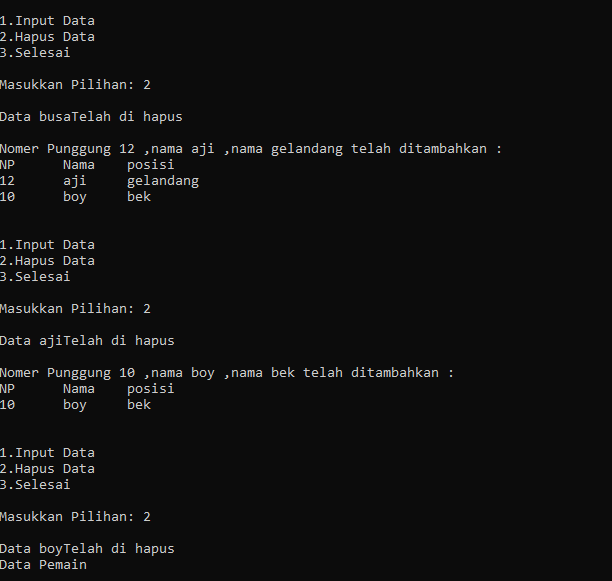 1.Input Data
2.Hapus Data
3.Selesai
Masukkan Pilihan: 2
Data busaTelah di hapus
Nomer Punggung 12 ,nama aji ,nama gelandang telah ditambahkan :
NP Nama posisi
12 aji gelandang
10 boy bek
1.Input Data
2.Hapus Data
3.Selesai
Masukkan Pilihan: 2
Data ajiTelah di hapus
Nomer Punggung 10 ,nama boy ,nama bek telah ditambahkan :
NP Nama posisi
10 boy bek
1.Input Data
2.Hapus Data
3.Selesai
Masukkan Pilihan: 2
Data boyTelah di hapus
Data Pemain